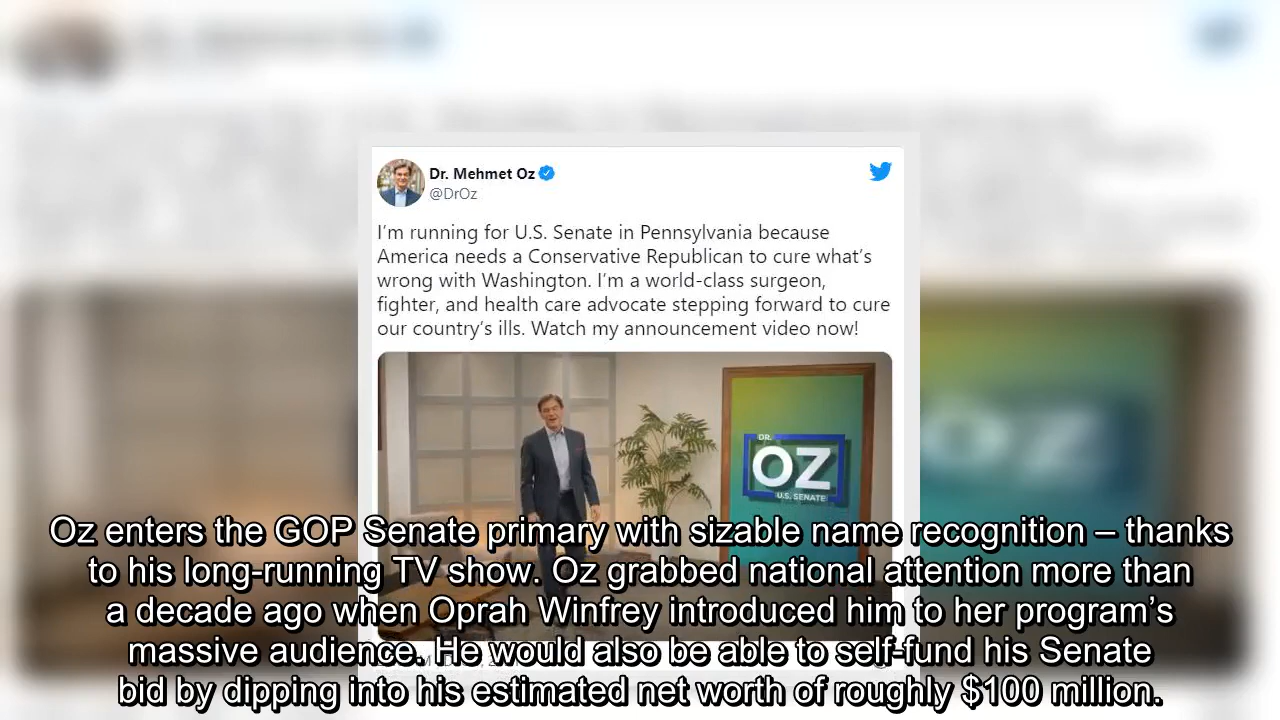 Dr. Mehmet Oz
@DrOz
I'm running for U.S. Senate in Pennsylvania because
America needs a Conservative Republican to cure what's
wrong with Washington. I'm a world-class surgeon,
fighter, and health care advocate stepping forward to cure
our country's ills. Watch my announcement video now!
DR.
OZ
U.S. SENATE
Oz enters the GOP Senate primary with sizable name recognition – thanks
to his long-running TV show. Oz grabbed national attention more than
a decade ago when Oprah Winfrey introduced him to her program’s
massive audience. He would also be able to self-fund his Senate
bid by dipping into his estimated net worth of roughly $100 million.